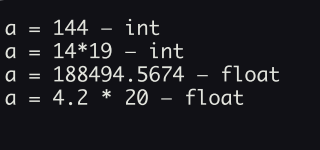 a = 144 – int
a = 14*19 – int
a = 188494.5674 – float
a = 4.2 * 20 – float